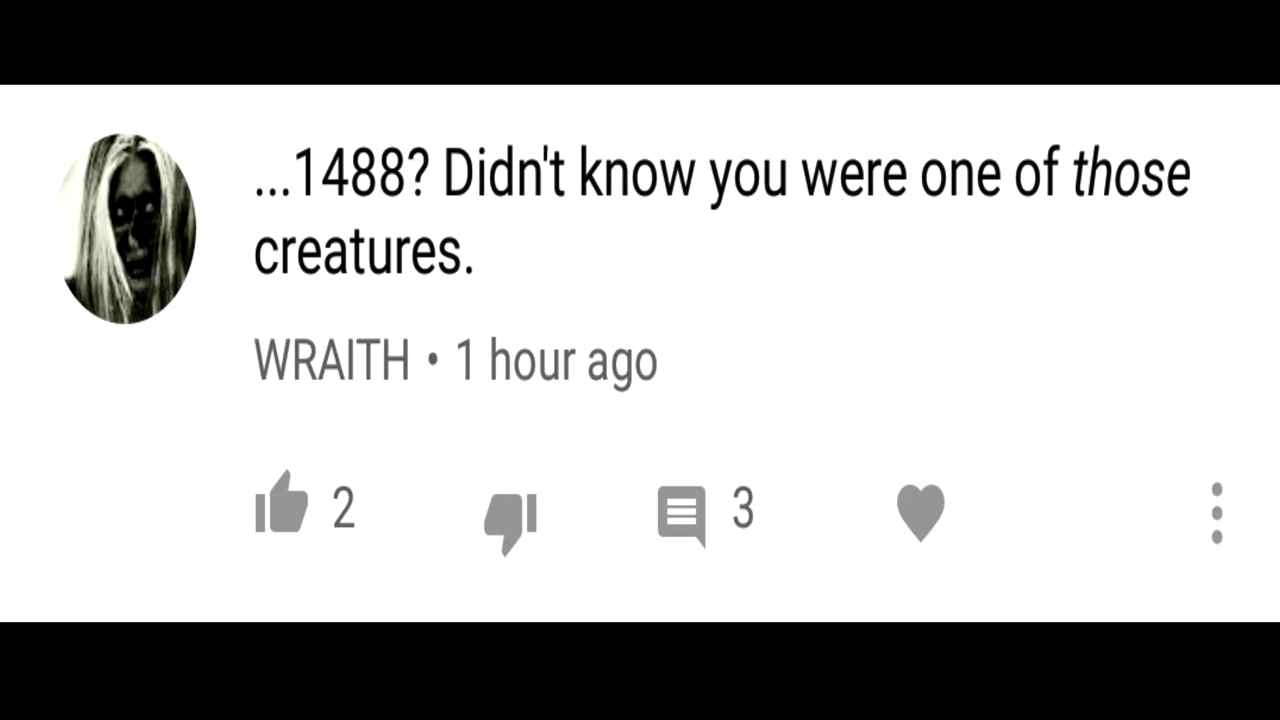 ...1488? Didn't know you were one of those
creatures.
WRAITH • 1 hour ago
2 3